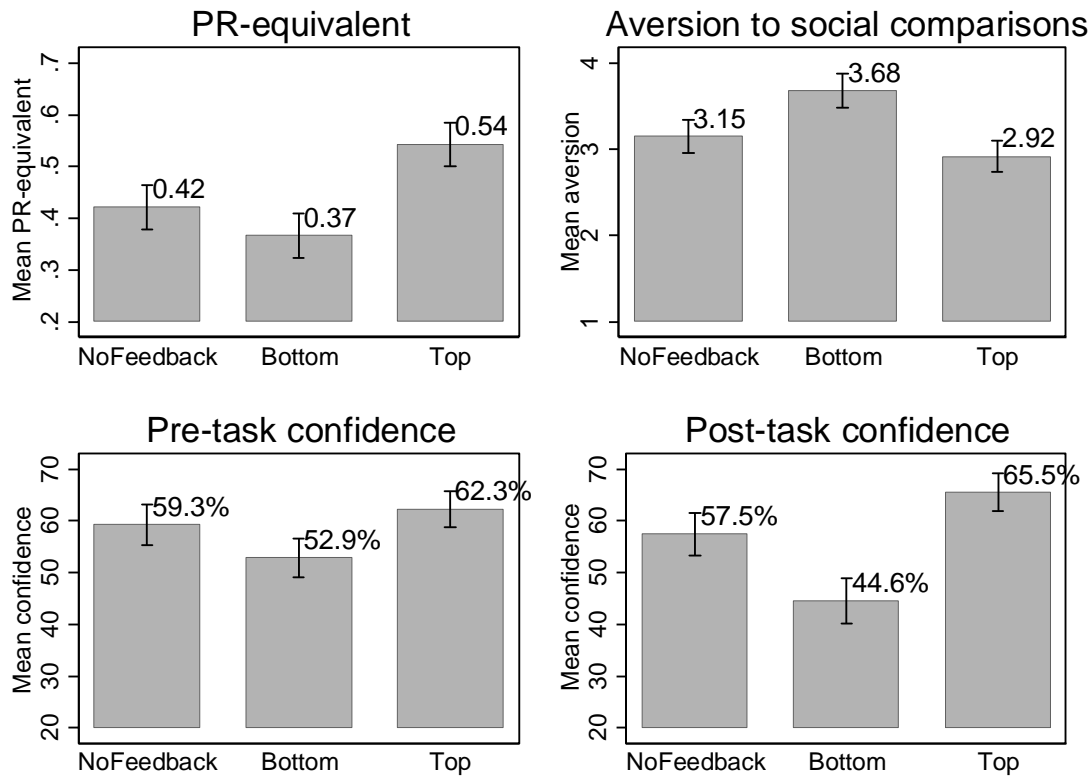 PR-equivalent
Mean PR-equivalent
.7
.6
.5
.4
.3
.2
0.42
0.37
0.54
NoFeedback Bottom Top
Aversion to social comparisons
Mean aversion
4
3
2
1
3.15
3.68
2.92
NoFeedback Bottom Top
Pre-task confidence
Mean confidence
70
60
50
40
30
20
59.3%
52.9%
62.3%
NoFeedback Bottom Top
Post-task confidence
Mean confidence
70
60
50
40
30
20
57.5%
44.6%
65.5%
NoFeedback Bottom Top